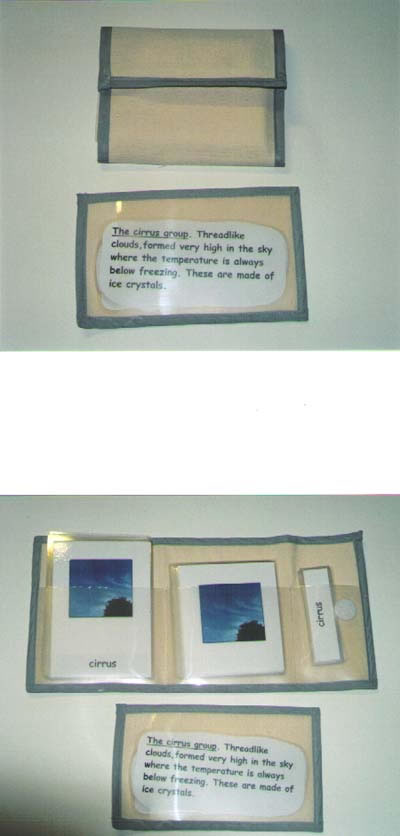 The cirrus group. Threadlike
clouds,formed very high in the sky
where the temperature is always
below freezing. These are made of
ice crystals.
cirrus
cirrus
The cirrus group. Threadlike
clouds,formed very high in the sky
where the temperature is always
below freezing. These are made of
ice crystals.